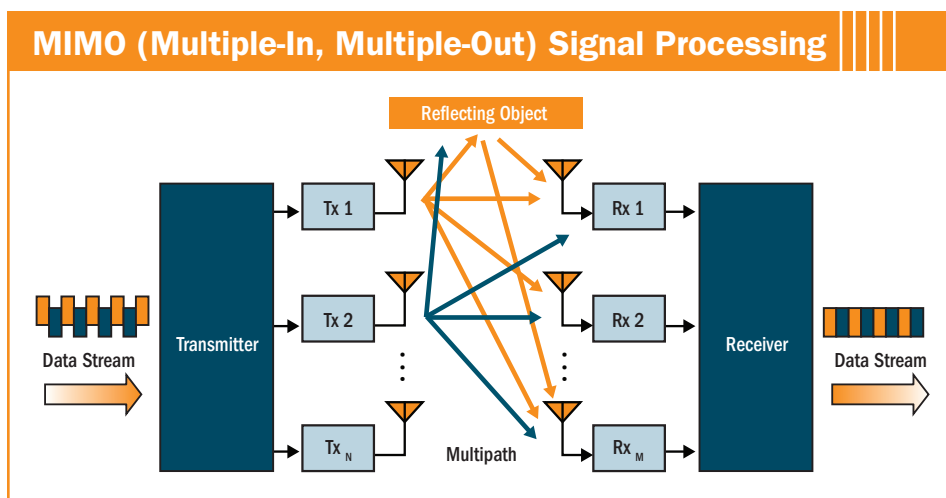 MIMO (Multiple-In, Multiple-Out) Signal Processing
Reflecting Object
Tx 1
Rx 1
Tx 2
Rx 2
Data Stream
Transmitter
Receiver
Data Stream
Tx N
Multipath
Rx M